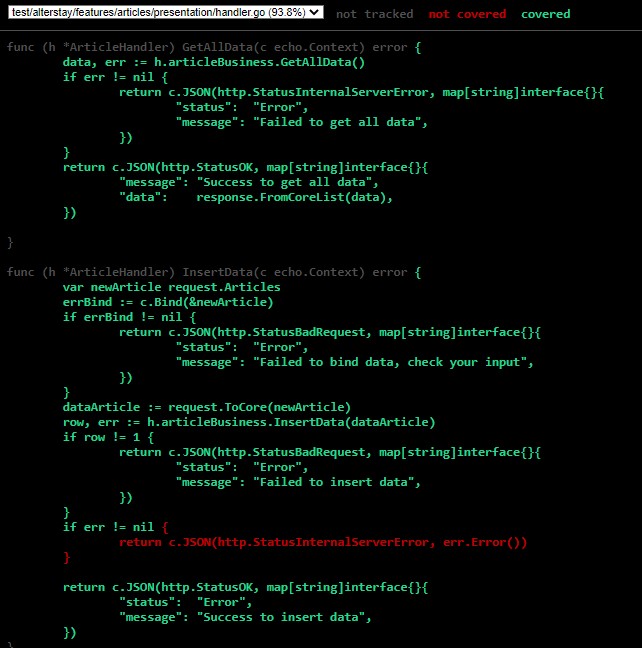 test/alterstay/features/articles/presentation/handler.go (93.8%) not tracked not covered covered
func (h *ArticleHandler) GetAllData(c echo.Context) error {
        data, err := h.articleBusiness.GetAllData()
        if err != nil {
                return c.JSON(http.StatusInternalServerError, map[string]interface{}{
                        "status":  "Error",
                        "message": "Failed to get all data",
                })
        }
        return c.JSON(http.StatusOK, map[string]interface{}{
                "message": "Success to get all data",
                "data":    response.FromCoreList(data),
        })

}

func (h *ArticleHandler) InsertData(c echo.Context) error {
        var newArticle request.Articles
        errBind := c.Bind(&newArticle)
        if errBind != nil {
                return c.JSON(http.StatusBadRequest, map[string]interface{}{
                        "status":  "Error",
                        "message": "Failed to bind data, check your input",
                })
        }
        dataArticle := request.ToCore(newArticle)
        row, err := h.articleBusiness.InsertData(dataArticle)
        if row != 1 {
                return c.JSON(http.StatusBadRequest, map[string]interface{}{
                        "status":  "Error",
                        "message": "Failed to insert data",
                })
        }
        if err != nil {
                return c.JSON(http.StatusInternalServerError, err.Error())
        }

        return c.JSON(http.StatusOK, map[string]interface{}{
                "status":  "Error",
                "message": "Success to insert data",
        })
}